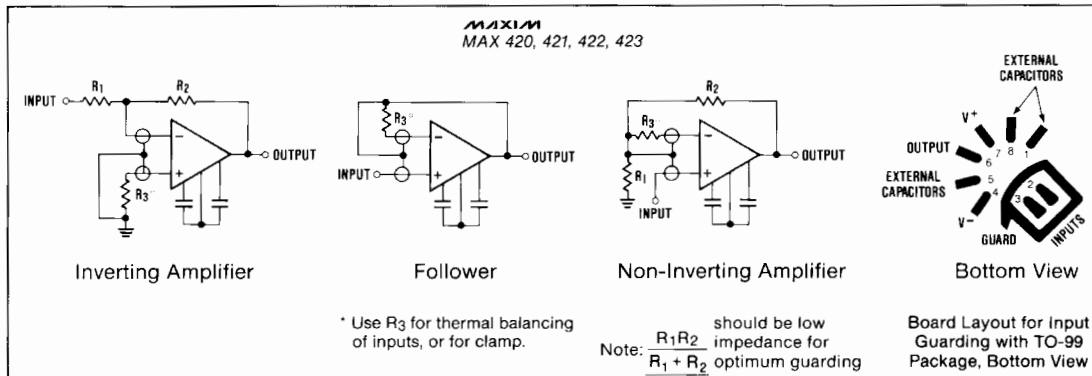 MAXIM
MAX 420, 421, 422, 423
INPUT
R1
R2
−
+
R3*
OUTPUT
Inverting Amplifier
R3*
−
+
INPUT
OUTPUT
Follower
* Use R3 for thermal balancing
of inputs, or for clamp.
R2
R3*
−
+
R1
INPUT
OUTPUT
Non-Inverting Amplifier
Note: R1R2 / R1 + R2 should be low
impedance for
optimum guarding
EXTERNAL
CAPACITORS
V+
OUTPUT
EXTERNAL
CAPACITORS
V−
GUARD
INPUTS
7 8 1
6
5
4
3 2
Bottom View
Board Layout for Input
Guarding with TO-99
Package, Bottom View